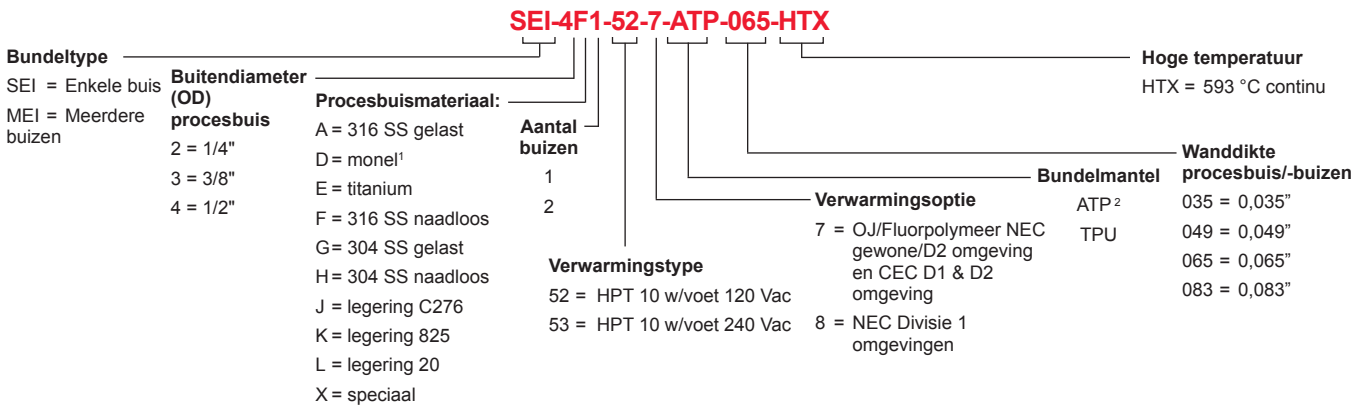 SEI-4F1-52-7-ATP-065-HTX
Bundeltype
SEI = Enkele buis
MEI = Meerdere
buizen
Buitendiameter
(OD)
procesbuis
2 = 1/4"
3 = 3/8"
4 = 1/2"
Procesbuismateriaal:
A = 316 SS gelast
D = monel¹
E = titanium
F = 316 SS naadloos
G = 304 SS gelast
H = 304 SS naadloos
J = legering C276
K = legering 825
L = legering 20
X = speciaal
Aantal
buizen
1
2
Verwarmingstype
52 = HPT 10 w/voet 120 Vac
53 = HPT 10 w/voet 240 Vac
Verwarmingsoptie
7 = OJ/Fluorpolymeer NEC
gewone/D2 omgeving
en CEC D1 & D2
omgeving
8 = NEC Divisie 1
omgevingen
Bundelmantel
ATP ²
TPU
Wanddikte
procesbuis/-buizen
035 = 0,035”
049 = 0,049”
065 = 0,065”
083 = 0,083”
Hoge temperatuur
HTX = 593 °C continu